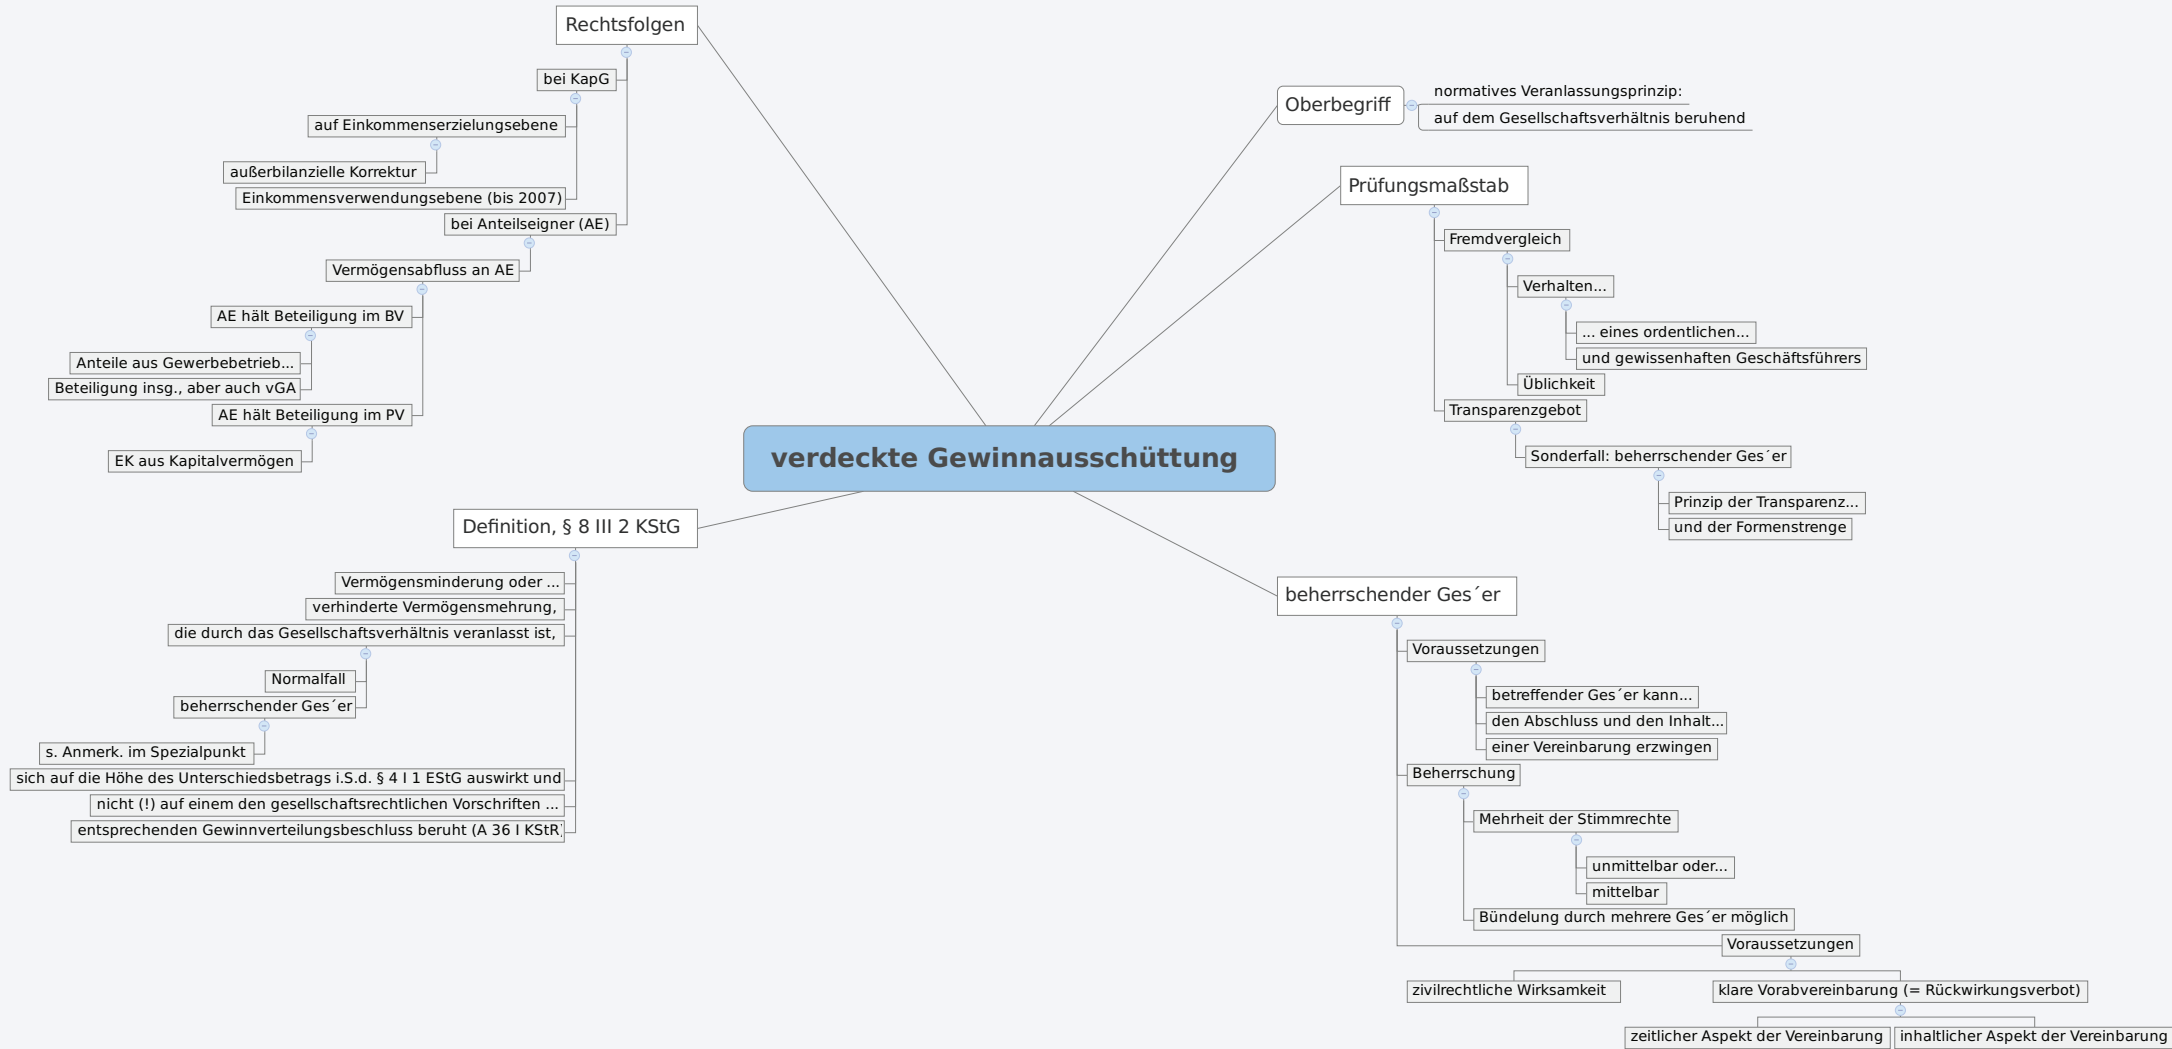 Rechtsfolgen
bei KapG
auf Einkommenserzielungsebene
außerbilanzielle Korrektur
Einkommensverwendungsebene (bis 2007)
bei Anteilseigner (AE)
Vermögensabfluss an AE
AE hält Beteiligung im BV
Anteile aus Gewerbebetrieb...
Beteiligung insg., aber auch vGA
AE hält Beteiligung im PV
EK aus Kapitalvermögen
Oberbegriff
normatives Veranlassungsprinzip:
auf dem Gesellschaftsverhältnis beruhend
Prüfungsmaßstab
Fremdvergleich
Verhalten...
... eines ordentlichen...
und gewissenhaften Geschäftsführers
Üblichkeit
Transparenzgebot
Sonderfall: beherrschender Ges´er
Prinzip der Transparenz...
und der Formenstrenge
verdeckte Gewinnausschüttung
Definition, § 8 III 2 KStG
Vermögensminderung oder ...
verhinderte Vermögensmehrung,
die durch das Gesellschaftsverhältnis veranlasst ist,
Normalfall
beherrschender Ges´er
s. Anmerk. im Spezialpunkt
sich auf die Höhe des Unterschiedsbetrags i.S.d. § 4 I 1 EStG auswirkt und
nicht (!) auf einem den gesellschaftsrechtlichen Vorschriften ...
entsprechenden Gewinnverteilungsbeschluss beruht (A 36 I KStR)
beherrschender Ges´er
Voraussetzungen
betreffender Ges´er kann...
den Abschluss und den Inhalt...
einer Vereinbarung erzwingen
Beherrschung
Mehrheit der Stimmrechte
unmittelbar oder...
mittelbar
Bündelung durch mehrere Ges´er möglich
Voraussetzungen
zivilrechtliche Wirksamkeit
klare Vorabvereinbarung (= Rückwirkungsverbot)
zeitlicher Aspekt der Vereinbarung
inhaltlicher Aspekt der Vereinbarung